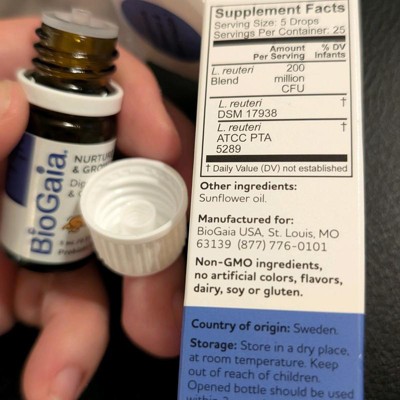 BioGaia.
NURTU
& GRO
Supplement Facts
Serving Size: 5 Drops
Servings Per Container: 25
Amount Per Serving
% DV Infants
L. reuteri Blend
200 million CFU
L. reuteri
DSM 17938
†
L. reuteri
ATCC PTA
5289
†
† Daily Value (DV) not established
Other ingredients:
Sunflower oil.
Manufactured for:
BioGaia USA, St. Louis, MO
63139 (877) 776-0101
Non-GMO ingredients,
no artificial colors, flavors,
dairy, soy or gluten.
Country of origin: Sweden.
Storage: Store in a dry place,
at room temperature. Keep
out of reach of children.
Opened bottle should be used